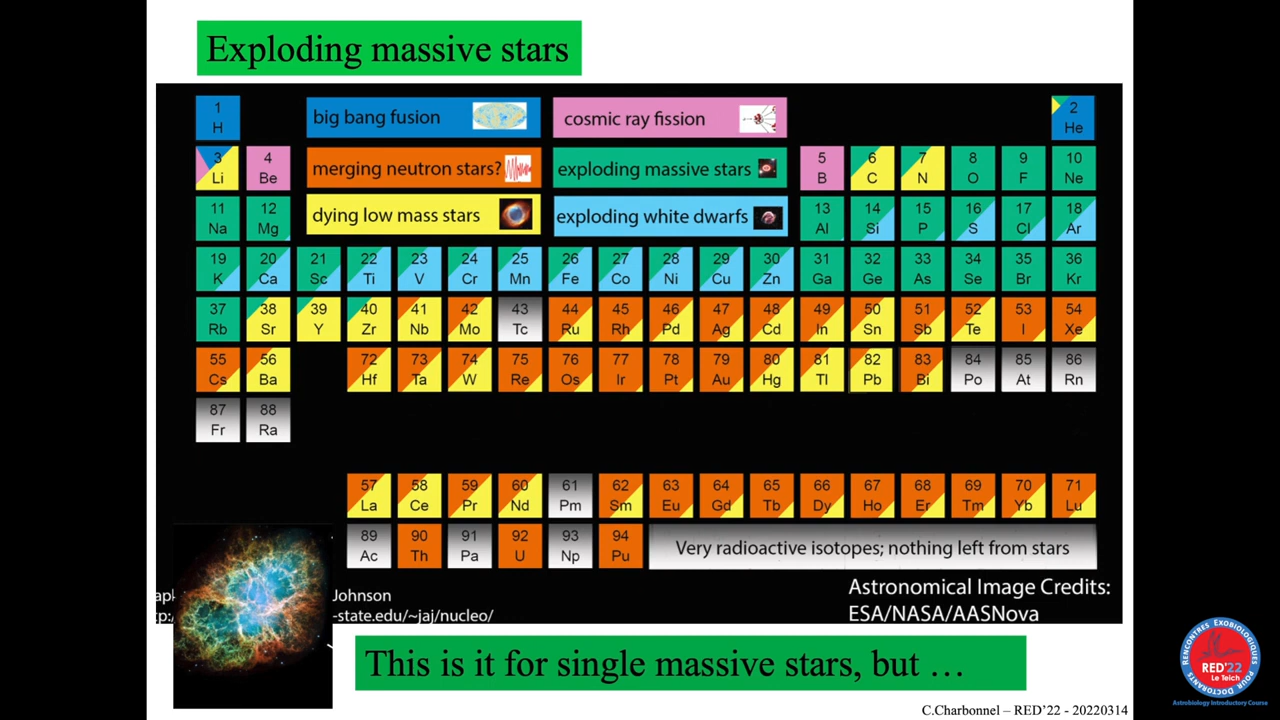 Exploding massive stars
1 H
big bang fusion
cosmic ray fission
2 He
3 Li
4 Be
merging neutron stars?
exploding massive stars
5 B
6 C
7 N
8 O
9 F
10 Ne
11 Na
12 Mg
dying low mass stars
exploding white dwarfs
13 Al
14 Si
15 P
16 S
17 Cl
18 Ar
19 K
20 Ca
21 Sc
22 Ti
23 V
24 Cr
25 Mn
26 Fe
27 Co
28 Ni
29 Cu
30 Zn
31 Ga
32 Ge
33 As
34 Se
35 Br
36 Kr
37 Rb
38 Sr
39 Y
40 Zr
41 Nb
42 Mo
43 Tc
44 Ru
45 Rh
46 Pd
47 Ag
48 Cd
49 In
50 Sn
51 Sb
52 Te
53 I
54 Xe
55 Cs
56 Ba
72 Hf
73 Ta
74 W
75 Re
76 Os
77 Ir
78 Pt
79 Au
80 Hg
81 Tl
82 Pb
83 Bi
84 Po
85 At
86 Rn
87 Fr
88 Ra
57 La
58 Ce
59 Pr
60 Nd
61 Pm
62 Sm
63 Eu
64 Gd
65 Tb
66 Dy
67 Ho
68 Er
69 Tm
70 Yb
71 Lu
89 Ac
90 Th
91 Pa
92 U
93 Np
94 Pu
Very radioactive isotopes; nothing left from stars
Johnson
-state.edu/~jaj/nucleo/
Astronomical Image Credits:
ESA/NASA/AASNova
This is it for single massive stars, but …
C.Charbonnel – RED'22 - 20220314
RENCONTRES EXOBIOLOGIQUES POUR DOCTORANTS
RED'22
Le Teich
Astrobiology Introductory Course